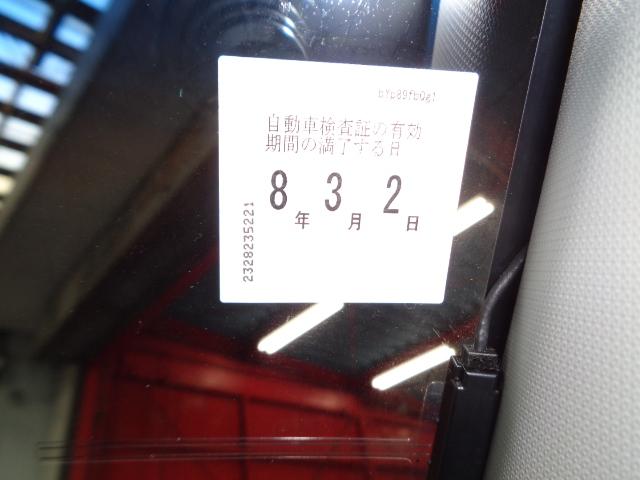 bYb89fbQg1
自動車検査証の有効
期間の満了する日
8年3月2日
2328235221